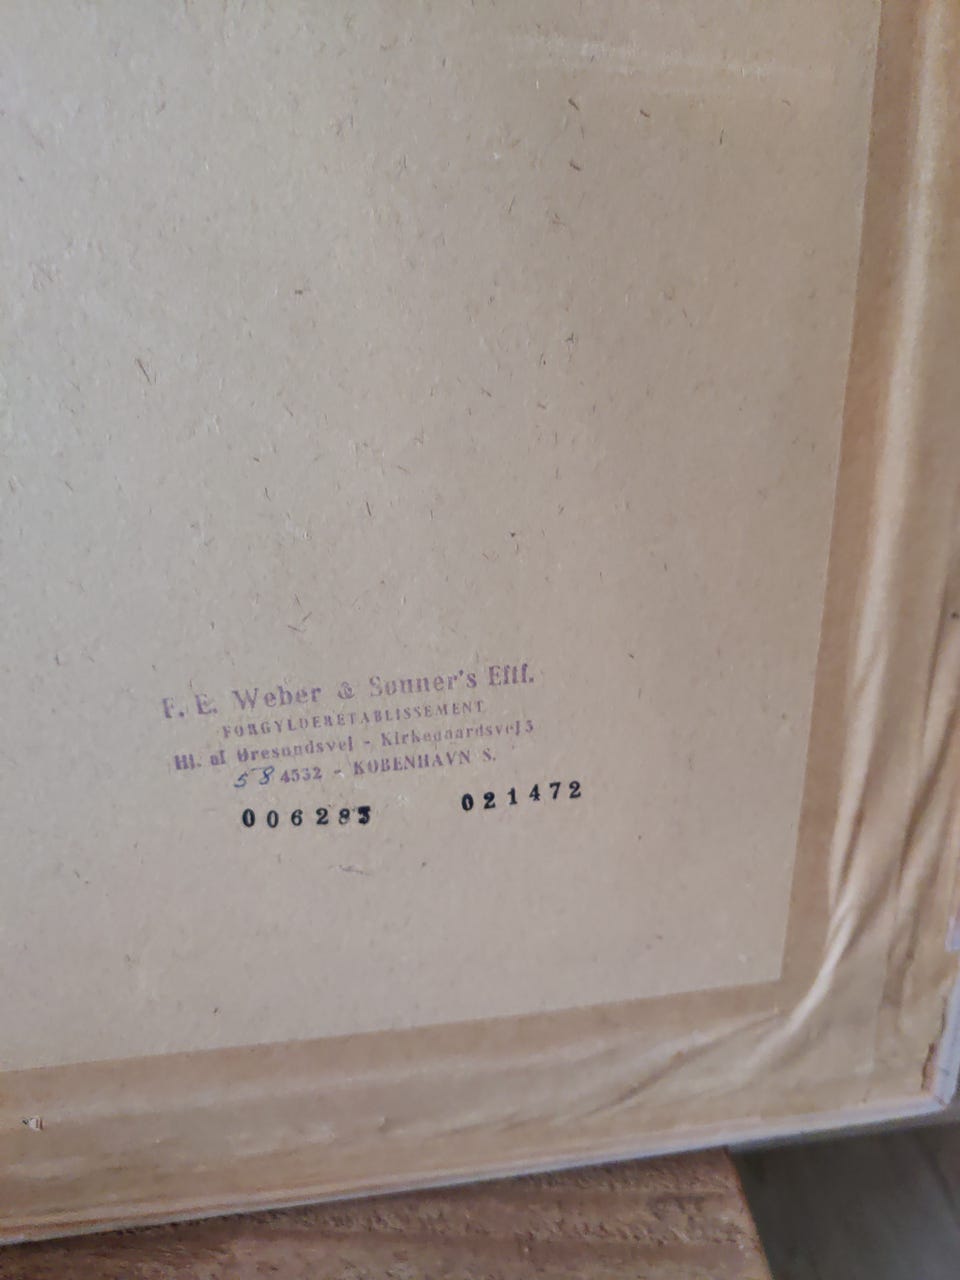 F. E. Weber & Sønner's Eftf.
FORGYLDERETABLISSEMENT
Hj. af Øresundsvej - Kirkegaardsvej 3
58 4532 - KØBENHAVN S.
006283 021472